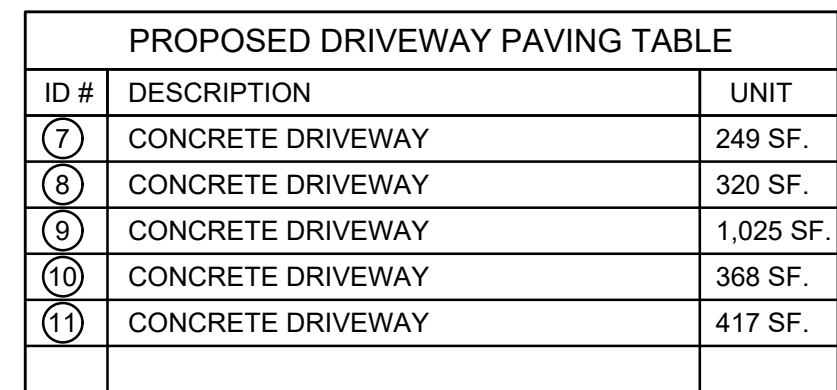 PROPOSED DRIVEWAY PAVING TABLE
ID # DESCRIPTION UNIT
7 CONCRETE DRIVEWAY 249 SF.
8 CONCRETE DRIVEWAY 320 SF.
9 CONCRETE DRIVEWAY 1,025 SF.
10 CONCRETE DRIVEWAY 368 SF.
11 CONCRETE DRIVEWAY 417 SF.